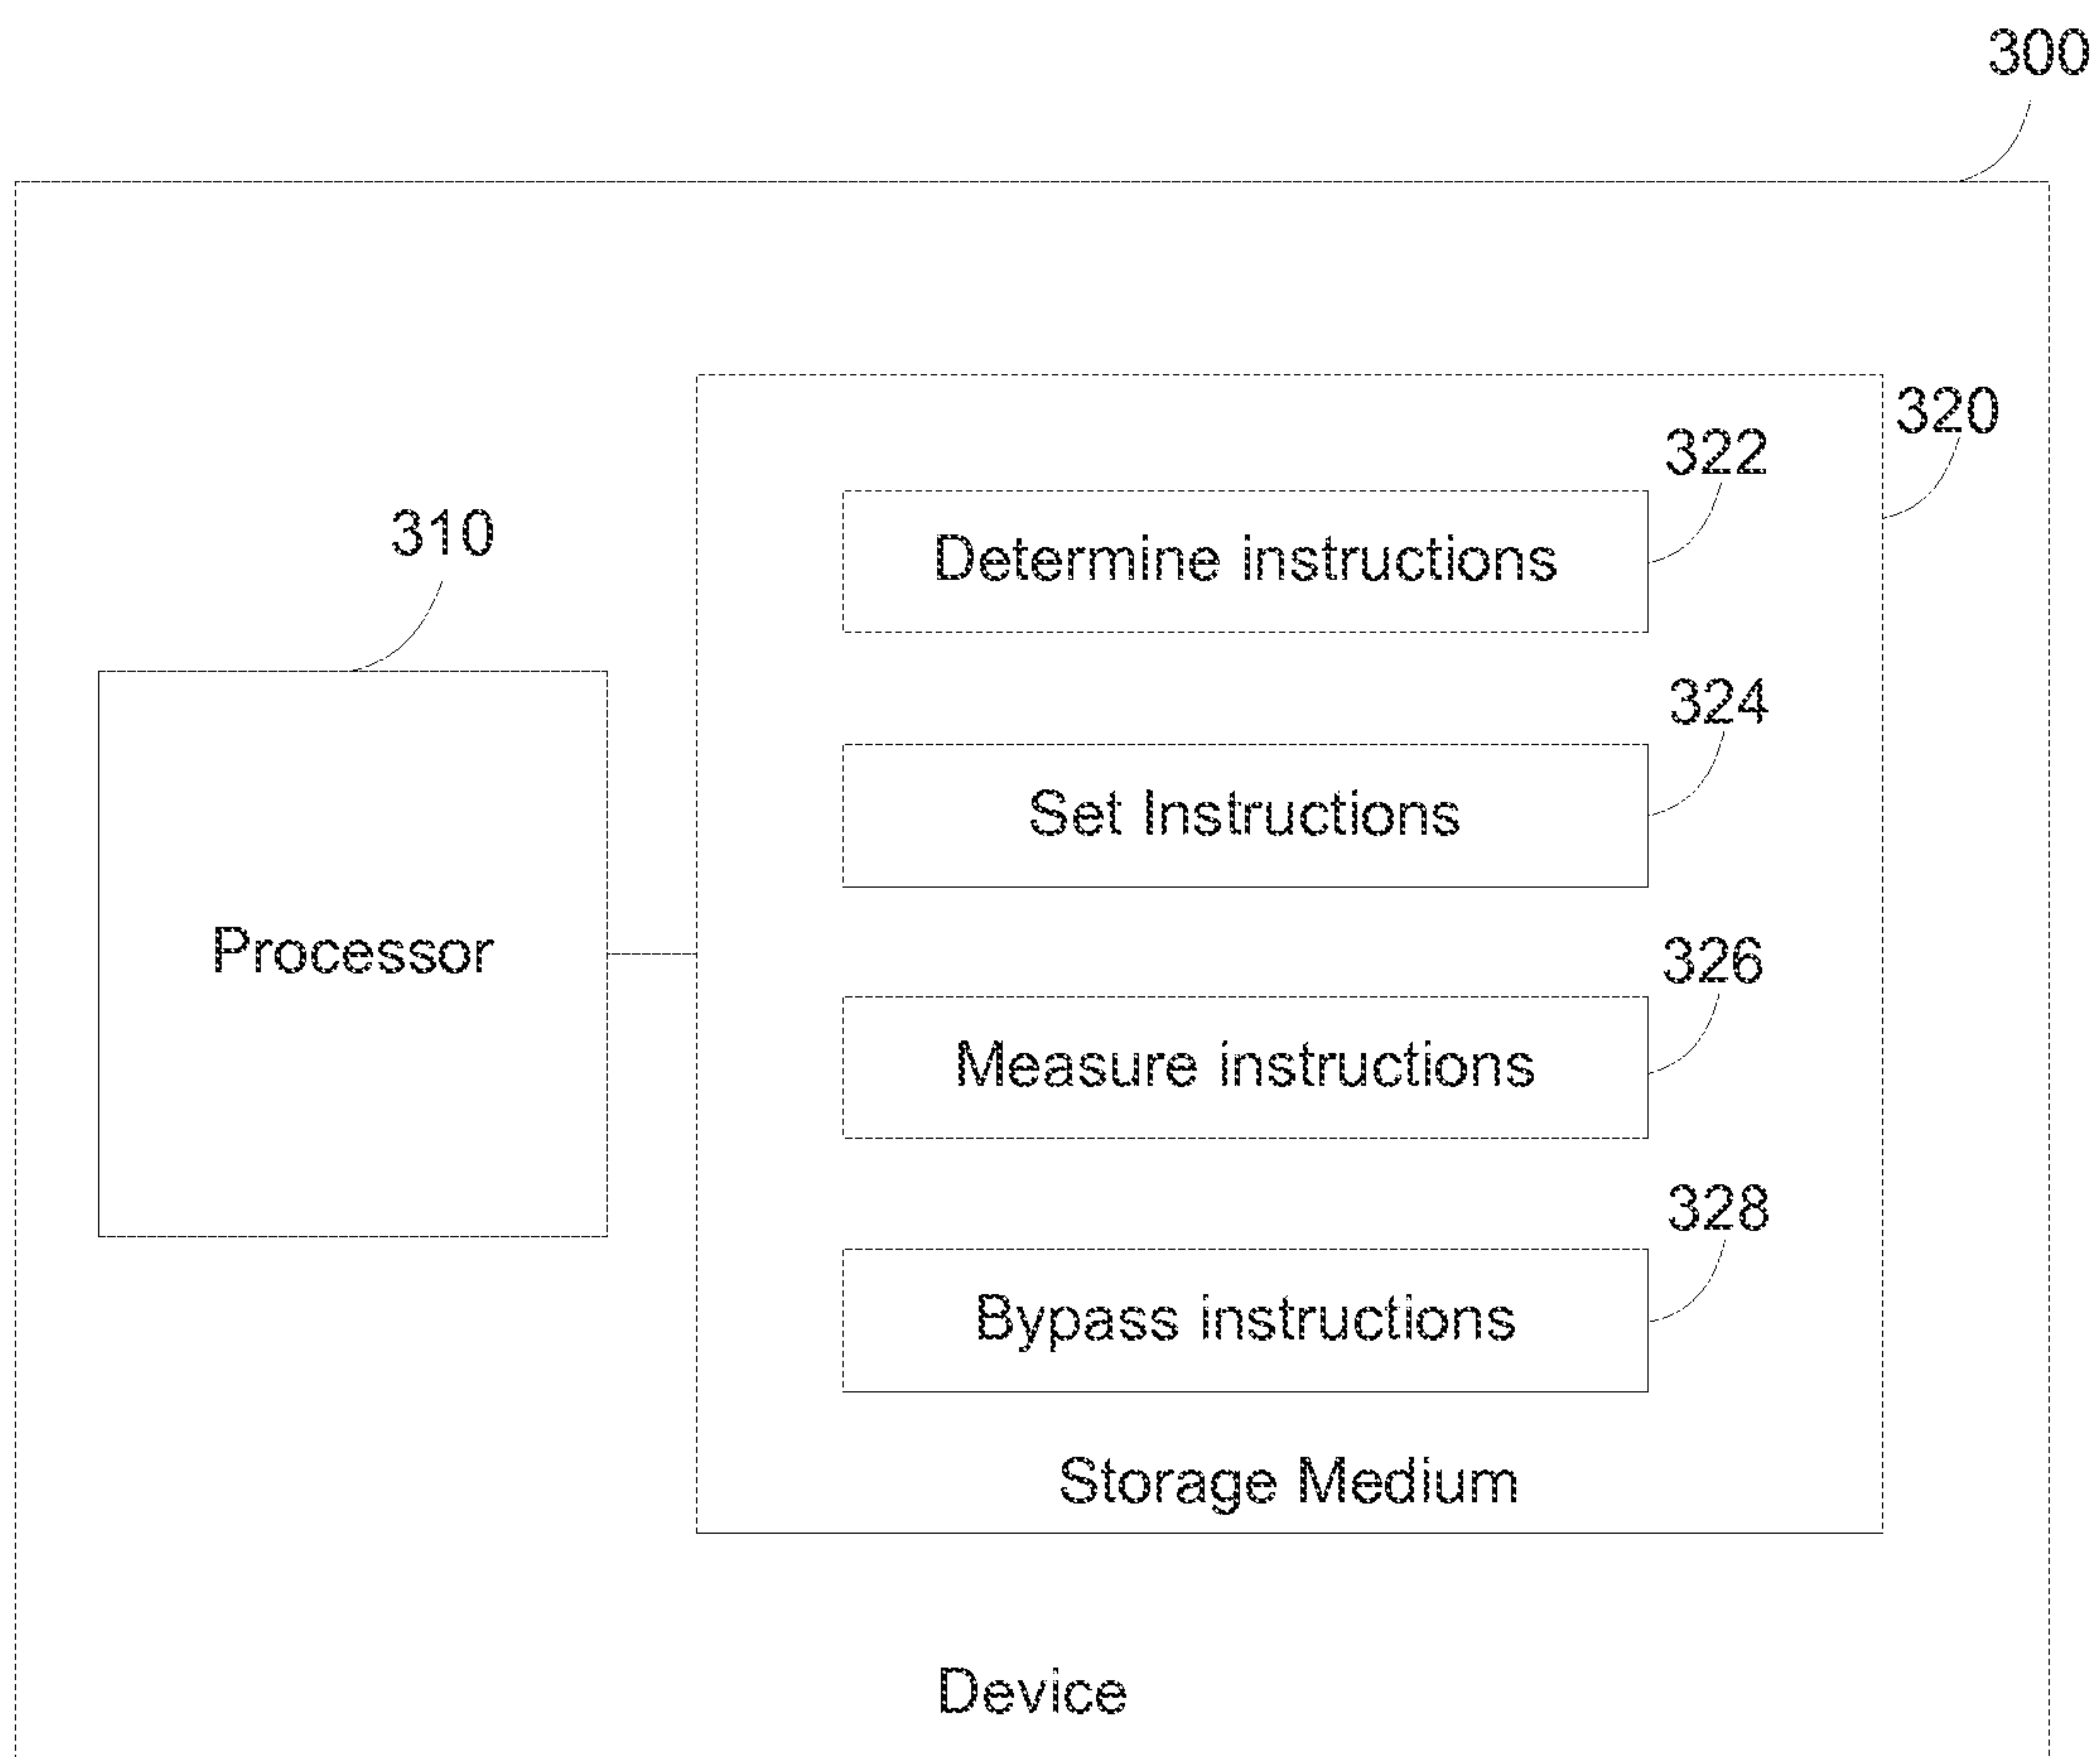 300
320
322
Determine instructions
310
324
Set Instructions
Processor
326
Measure instructions
328
Bypass instructions
Storage Medium
Device